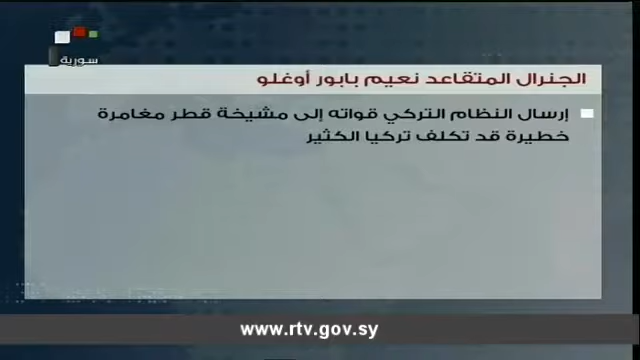 سورية
الجنرال المتقاعد نعيم بابور أوغلو
إرسال النظام التركي قواته إلى مشيخة قطر مغامرة
خطيرة قد تكلف تركيا الكثير
www.rtv.gov.sy